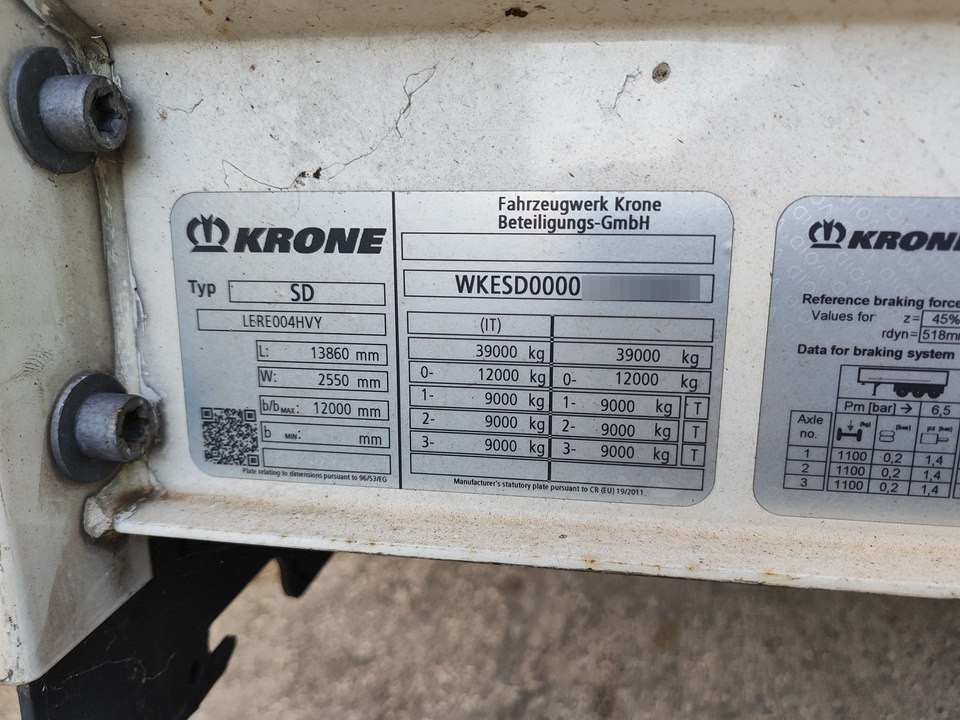 KRONE
Typ SD
LERE004HVY
L: 13860 mm
W: 2550 mm
b/bMAX: 12000 mm
b MIN: mm
Plate relating to dimensions pursuant to 96/53/EG
Fahrzeugwerk Krone
Beteiligungs-GmbH
WKESD0000
(IT)
39000 kg 39000 kg
0- 12000 kg 0- 12000 kg
1- 9000 kg 1- 9000 kg T
2- 9000 kg 2- 9000 kg T
3- 9000 kg 3- 9000 kg T
Manufacturer's statutory plate pursuant to CR (EU) 19/2011.
KRONE
Reference braking force
Values for z= 45%
rdyn= 518m
Data for braking system
Pm [bar] → 6,5
Axle no. [kg] [bar] pz [bar]
1 1100 0,2 1,4
2 1100 0,2 1,4
3 1100 0,2 1,4